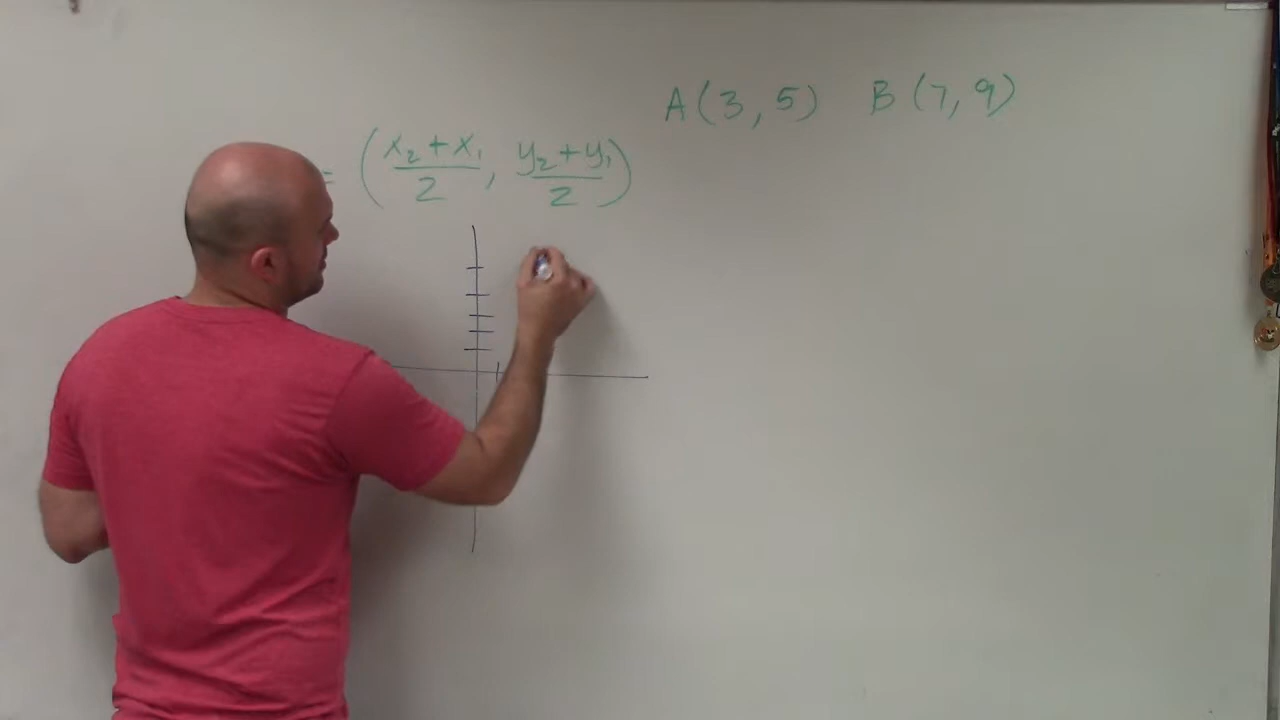 A(3, 5) B(7, 9)
= (x₂+x₁/2, y₂+y₁/2)